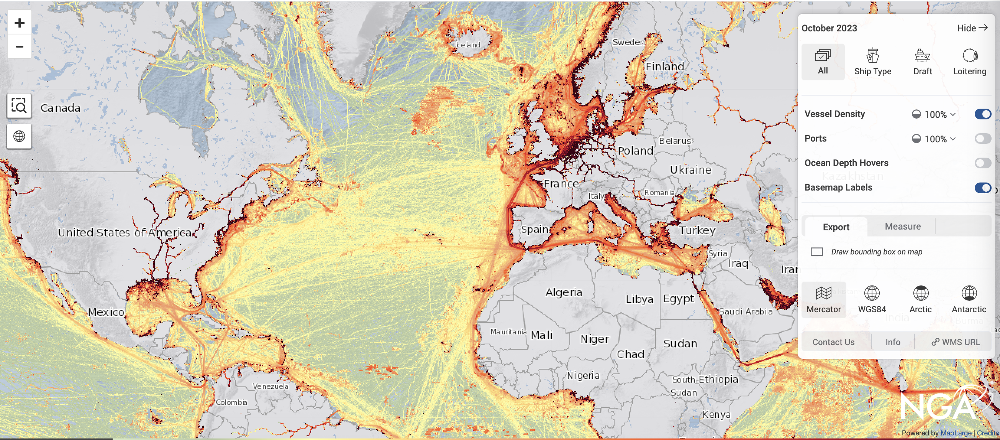 +
−
Canada
United States of America
Mexico
Venezuela
Colombia
Iceland
Sweden
Finland
Belarus
Poland
Ukraine
France
Romania
Italy
Spain
Turkey
Syria
Iraq
Iran
Algeria
Libya
Egypt
Saudi Arabia
Mauritania
Mali
Niger
Sudan
Chad
Nigeria
South
Sudan
Ethiopia
Kenya
October 2023
Hide →
All
Ship Type
Draft
Loitering
Vessel Density
100%
Ports
100%
Ocean Depth Hovers
Kazakhstan
Basemap Labels
Export
Measure
Draw bounding box on map
Mercator
WGS84
Arctic
Antarctic
India
Burma
Contact Us
Info
WMS URL
NGA
Powered by MapLarge | Credits